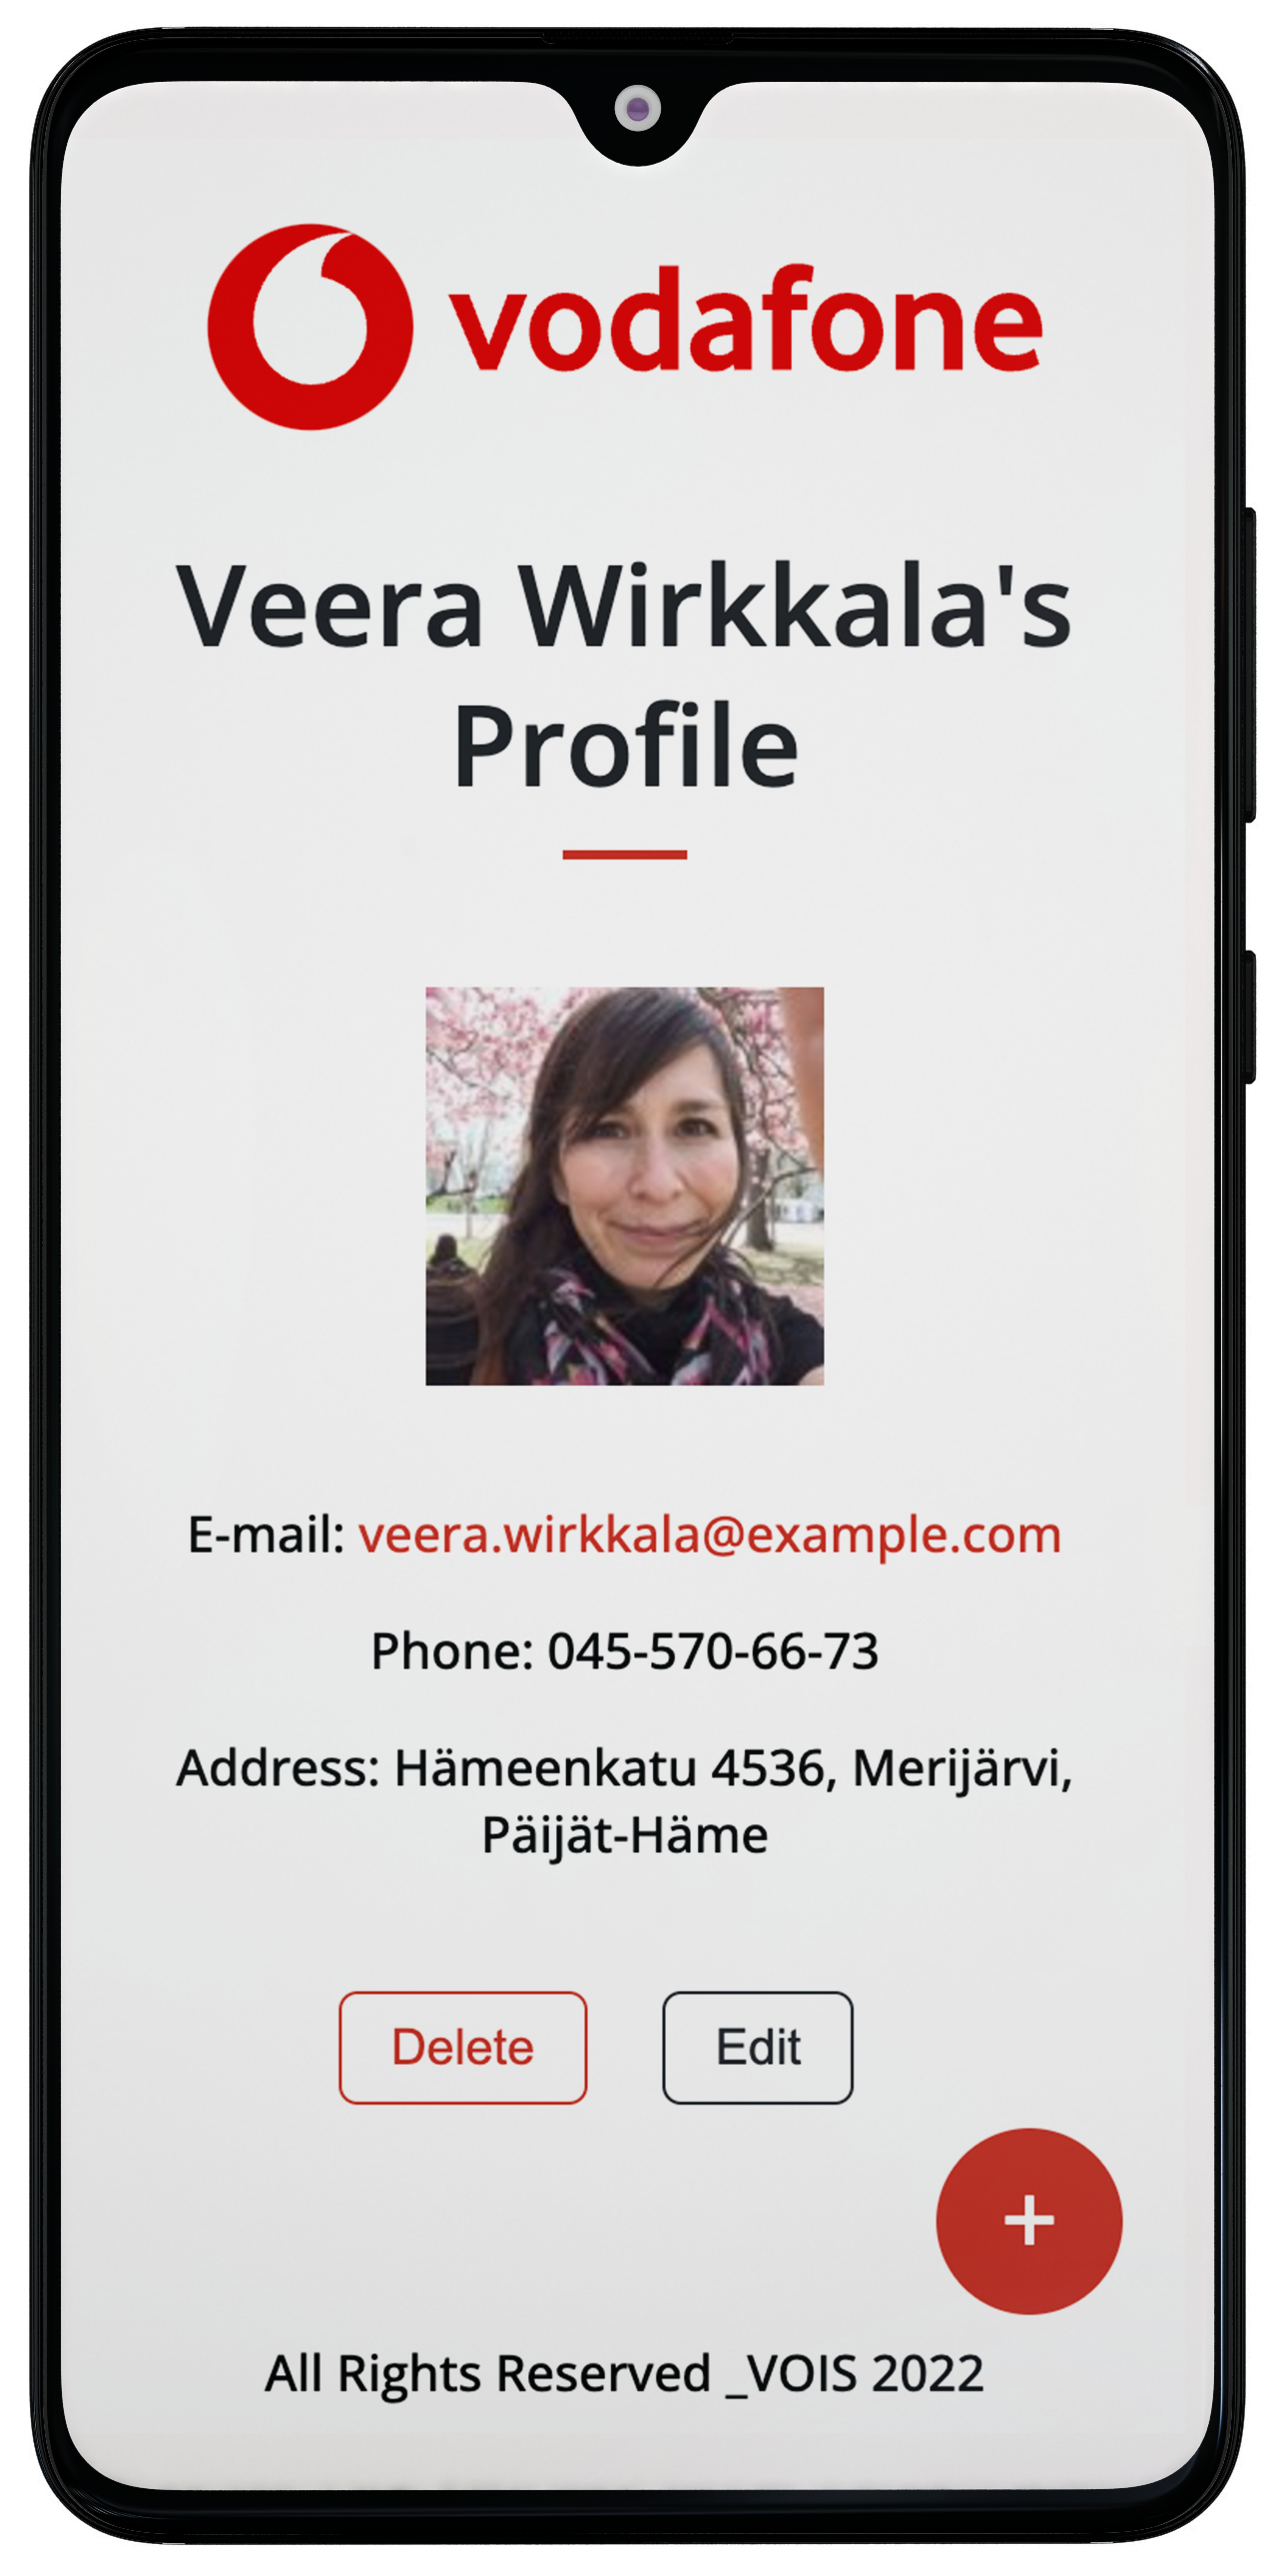 vodafone
Veera Wirkkala's
Profile
E-mail: veera.wirkkala@example.com
Phone: 045-570-66-73
Address: Hämeenkatu 4536, Merijärvi,
Päijät-Häme
Delete
Edit
+
All Rights Reserved _VOIS 2022